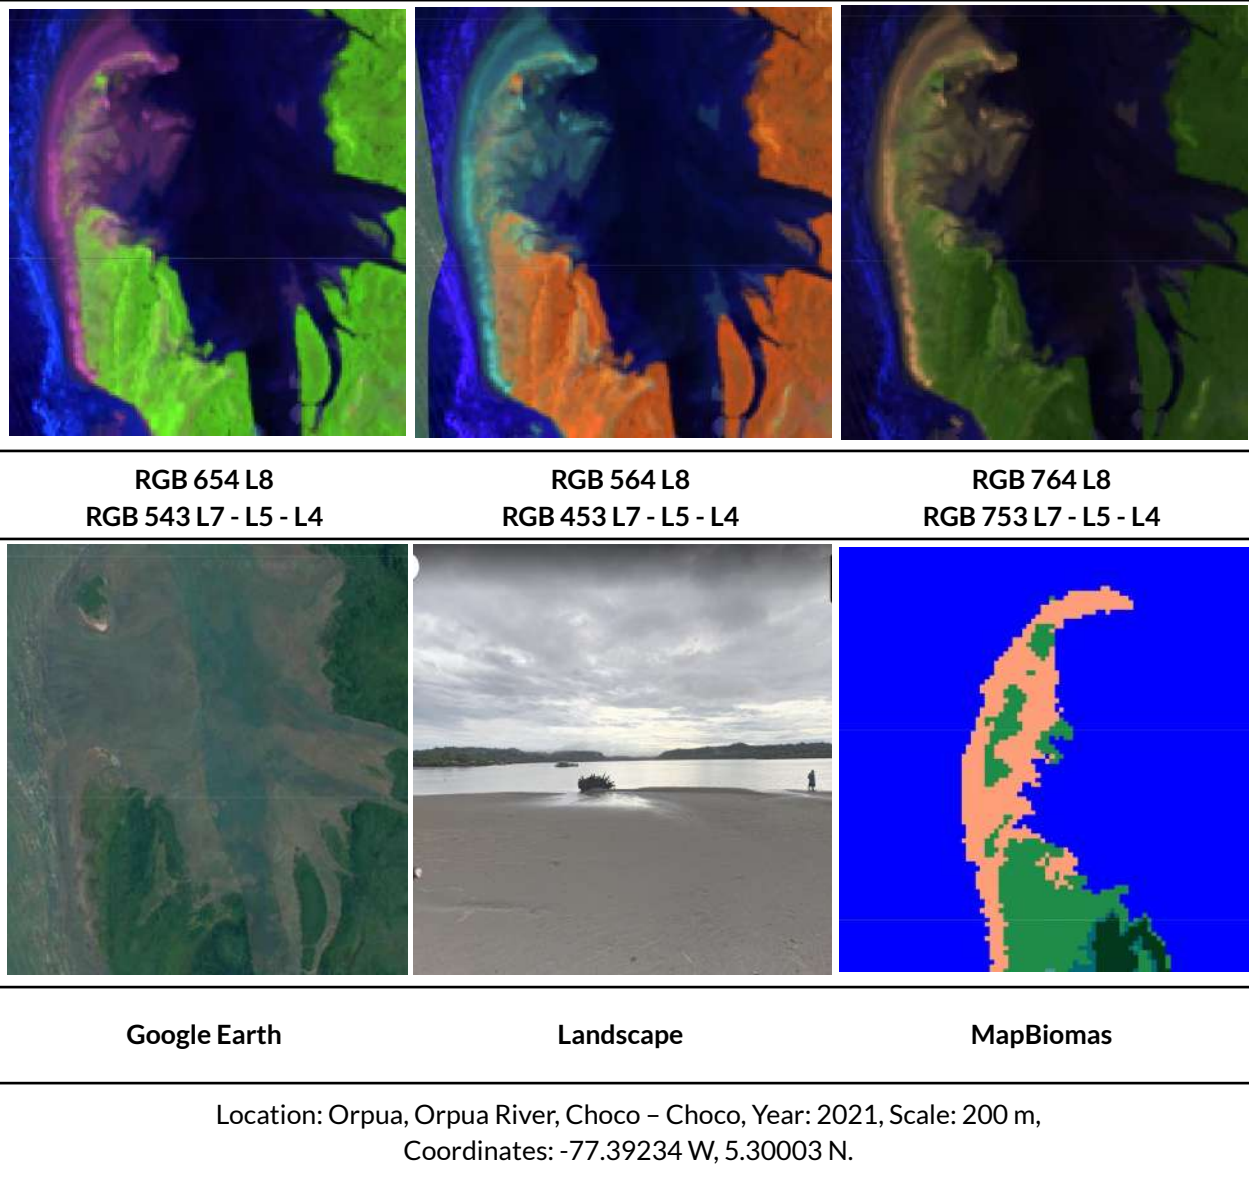 RGB 654 L8
RGB 543 L7 - L5 - L4
RGB 564 L8
RGB 453 L7 - L5 - L4
RGB 764 L8
RGB 753 L7 - L5 - L4
Google Earth
Landscape
MapBiomas
Location: Orpua, Orpua River, Choco – Choco, Year: 2021, Scale: 200 m,
Coordinates: -77.39234 W, 5.30003 N.